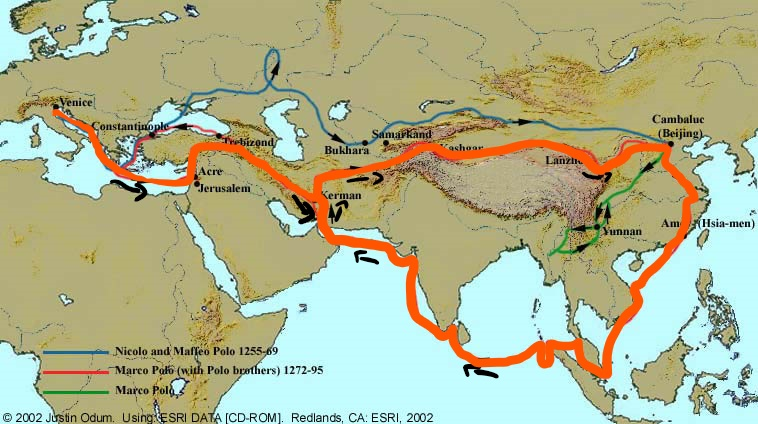 Venice
Constantinople
Trebizond
Cambaluc
(Beijing)
Samarkand
Bukhara
Kashgar
Acre
Jerusalem
Kerman
Yunnan
(Hsia-men)
Nicolo and Maffeo Polo 1255-69
Marco Polo (with Polo brothers) 1272-95
Marco Polo
© 2002 Justin Odum. Using: ESRI DATA [CD-ROM]. Redlands, CA: ESRI, 2002